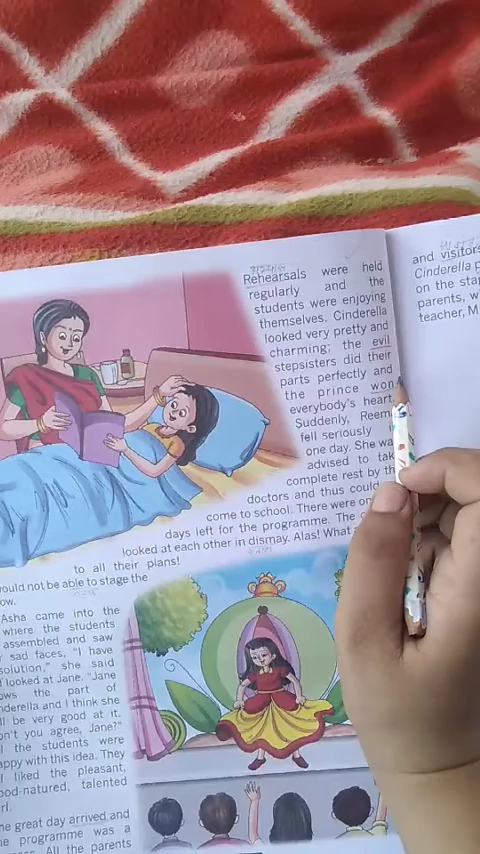 अभ्यास
Rehearsals were held
regularly and the
students were enjoying
themselves. Cinderella
looked very pretty and
charming; the evil
stepsisters did their
parts perfectly and
the prince won
everybody's heart
Suddenly, Reem
fell seriously
one day. She wa
advised to tak
complete rest by th
doctors and thus could
come to school. There were on
days left for the programme. The
looked at each other in dismay. Alas! What
to all their plans!
would not be able to stage the
ow.
Asha came into the
where the students
assembled and saw
sad faces, "I have
solution," she said
looked at Jane. "Jane
ows the part of
nderella and I think she
ll be very good at it.
on't you agree, Jane?"
the students were
appy with this idea. They
liked the pleasant,
ood-natured, talented
rl.
he great day arrived and
programme was a
All the parents
and visitors
Cinderella p
on the sta
parents, w
teacher, M